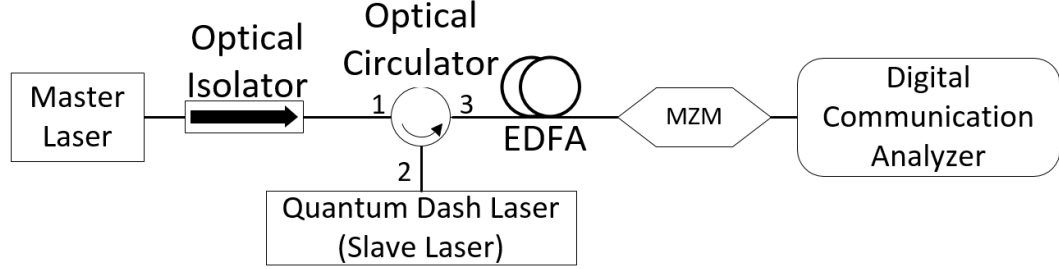 Master
Laser
Optical
Isolator
Optical
Circulator
1
3
2
Quantum Dash Laser
(Slave Laser)
EDFA
MZM
Digital
Communication
Analyzer